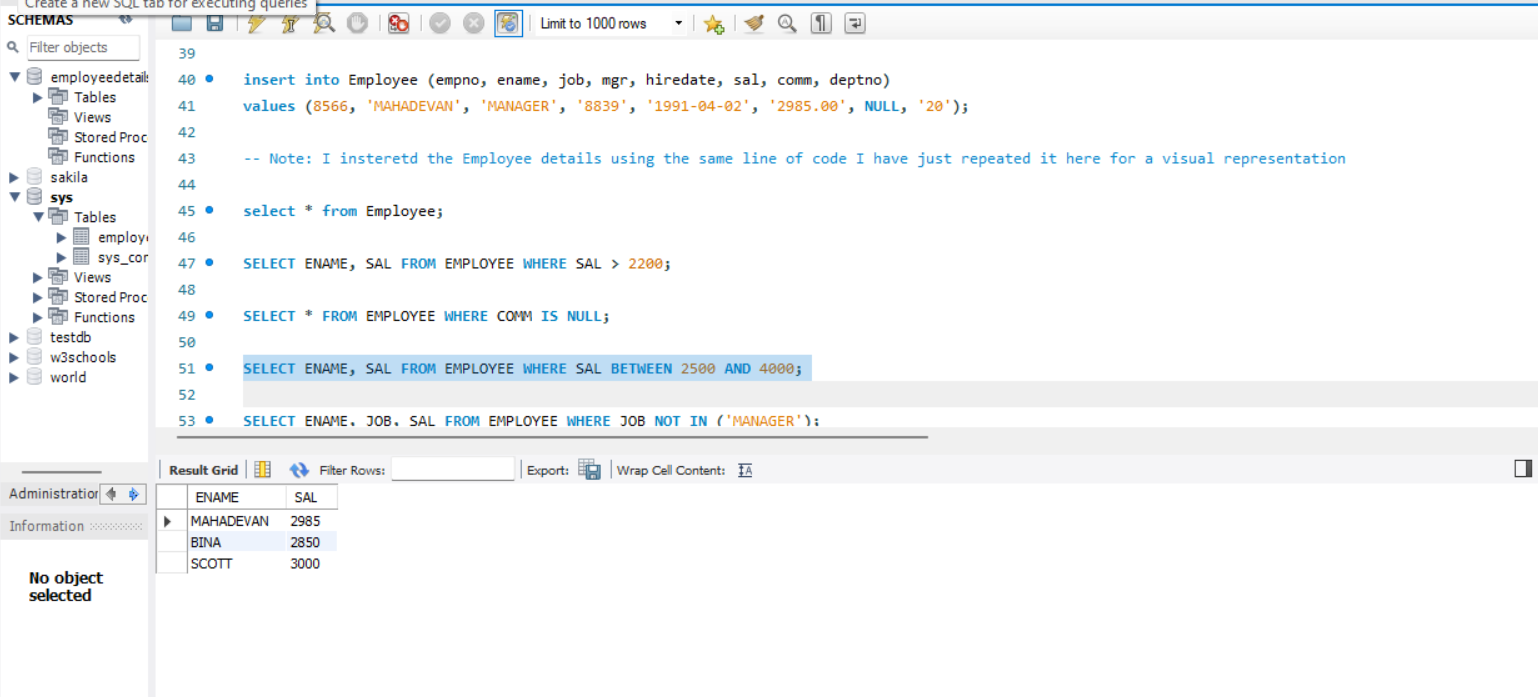 Create a new SQL tab for executing queries
SCHEMAS
Filter objects
employeedetails
Tables
Views
Stored Proc
Functions
sakila
sys
Tables
employe
sys_cor
Views
Stored Proc
Functions
testdb
w3schools
world
Administration
Information
No object
selected
Limit to 1000 rows
39
40 insert into Employee (empno, ename, job, mgr, hiredate, sal, comm, deptno)
41 values (8566, 'MAHADEVAN', 'MANAGER', '8839', '1991-04-02', '2985.00', NULL, '20');
42
43 -- Note: I insteretd the Employee details using the same line of code I have just repeated it here for a visual representation
44
45 select * from Employee;
46
47 SELECT ENAME, SAL FROM EMPLOYEE WHERE SAL > 2200;
48
49 SELECT * FROM EMPLOYEE WHERE COMM IS NULL;
50
51 SELECT ENAME, SAL FROM EMPLOYEE WHERE SAL BETWEEN 2500 AND 4000;
52
53 SELECT ENAME, JOB, SAL FROM EMPLOYEE WHERE JOB NOT IN ('MANAGER');
Result Grid Filter Rows: Export: Wrap Cell Content: IA
ENAME SAL
MAHADEVAN 2985
BINA 2850
SCOTT 3000